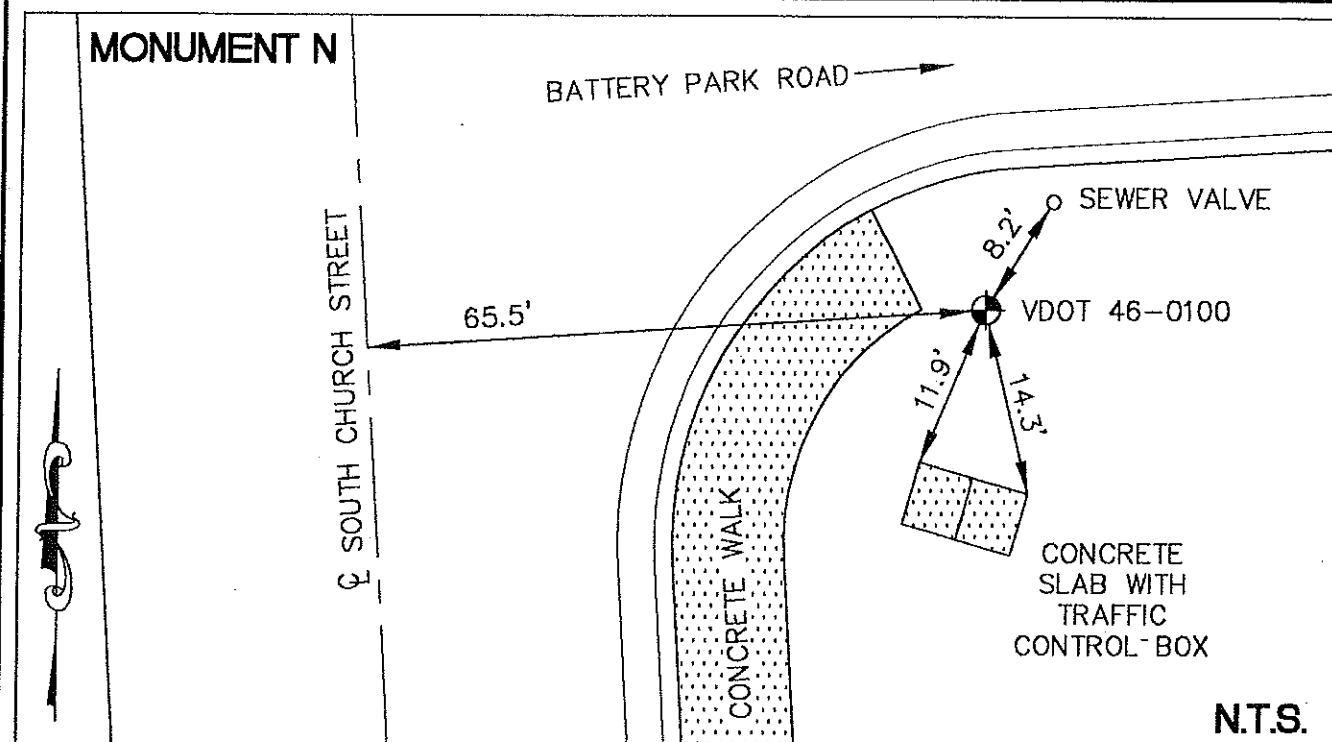 MONUMENT N
BATTERY PARK ROAD
SEWER VALVE
8.2'
65.5'
VDOT 46-0100
℄ SOUTH CHURCH STREET
11.9'
14.3'
CONCRETE WALK
CONCRETE
SLAB WITH
TRAFFIC
CONTROL BOX
N.T.S.